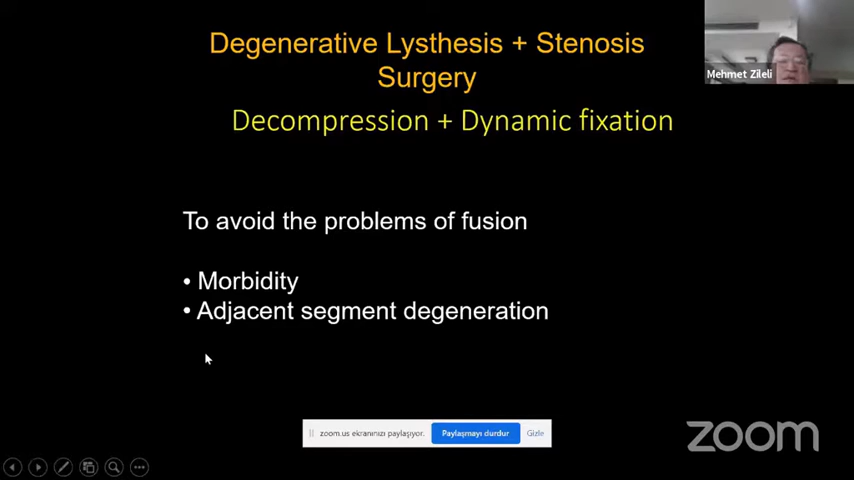 Degenerative Lysthesis + Stenosis
Surgery
Decompression + Dynamic fixation
Mehmet Zileli
To avoid the problems of fusion
• Morbidity
• Adjacent segment degeneration
zoom.us ekranınızı paylaşıyor. Paylaşmayı durdur Gizle
zoom